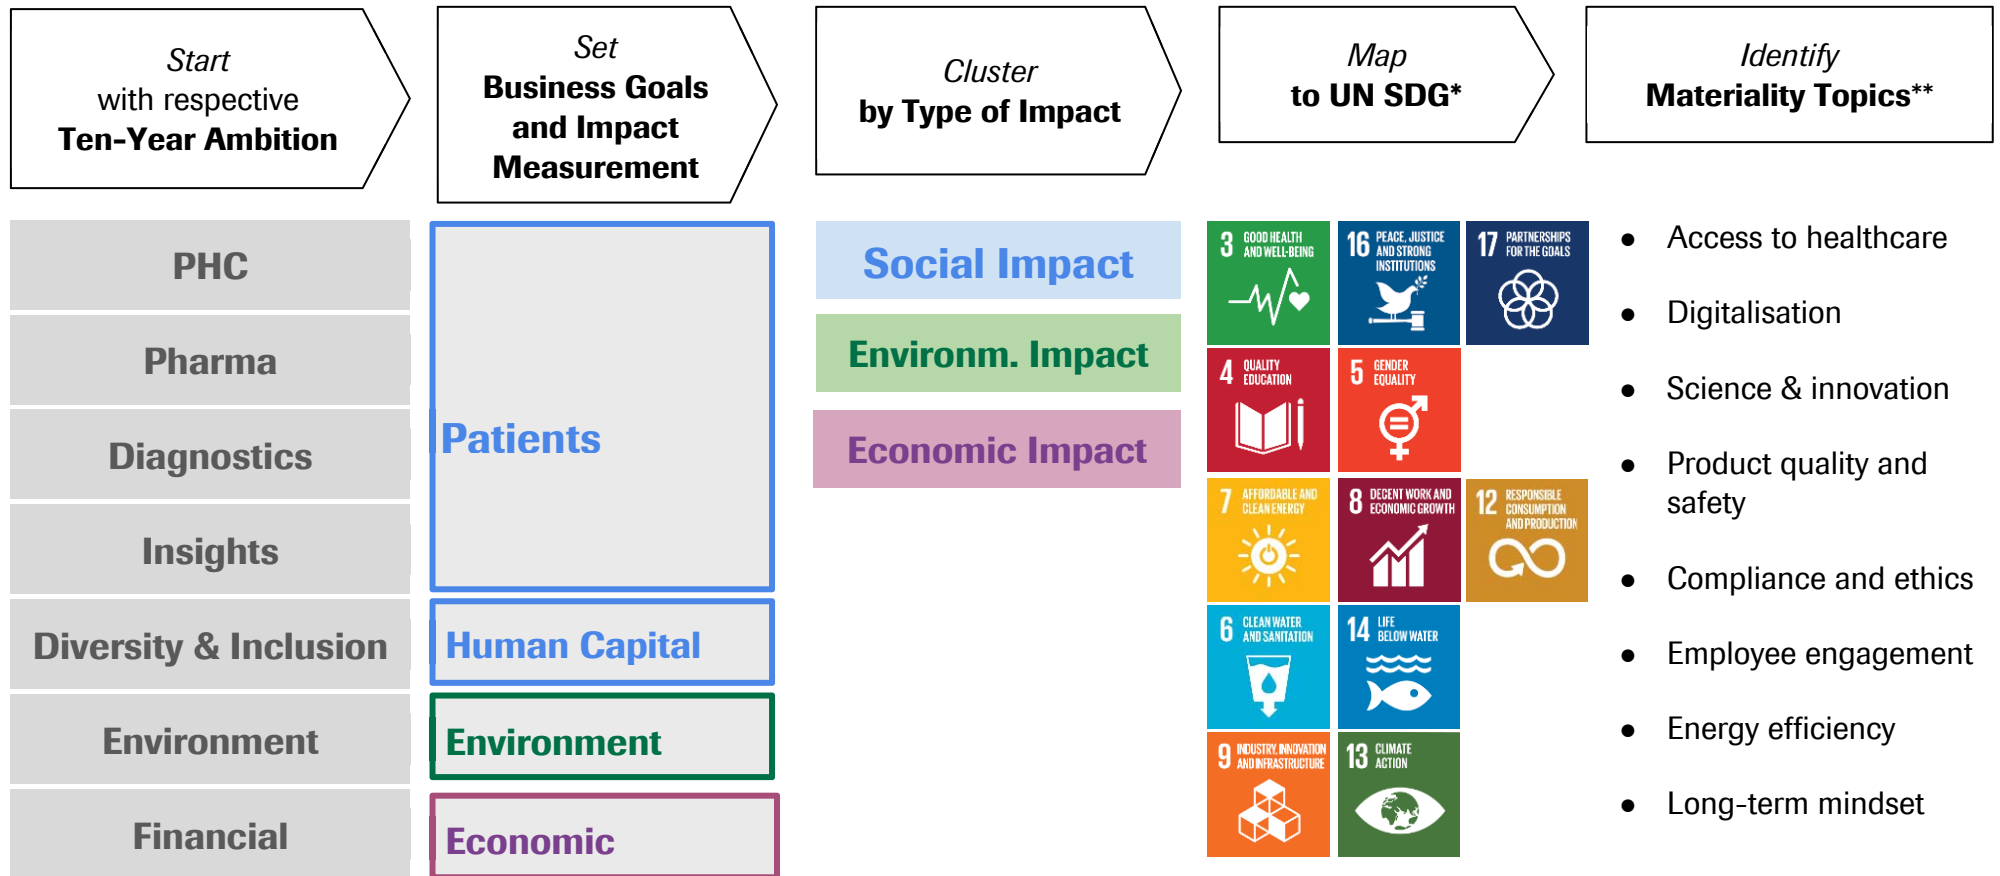 Start
with respective
Ten-Year Ambition
Set
Business Goals
and Impact
Measurement
Cluster
by Type of Impact
Map
to UN SDG*
Identify
Materiality Topics**
PHC
Pharma
Diagnostics
Insights
Diversity & Inclusion
Environment
Financial
Patients
Human Capital
Environment
Economic
Social Impact
Environm. Impact
Economic Impact
3 GOOD HEALTH
AND WELL-BEING
16 PEACE, JUSTICE
AND STRONG
INSTITUTIONS
17 PARTNERSHIPS
FOR THE GOALS
4 QUALITY
EDUCATION
5 GENDER
EQUALITY
7 AFFORDABLE AND
CLEAN ENERGY
8 DECENT WORK AND
ECONOMIC GROWTH
12 RESPONSIBLE
CONSUMPTION
AND PRODUCTION
6 CLEAN WATER
AND SANITATION
14 LIFE
BELOW WATER
9 INDUSTRY, INNOVATION
AND INFRASTRUCTURE
13 CLIMATE
ACTION
● Access to healthcare
● Digitalisation
● Science & innovation
● Product quality and
safety
● Compliance and ethics
● Employee engagement
● Energy efficiency
● Long-term mindset